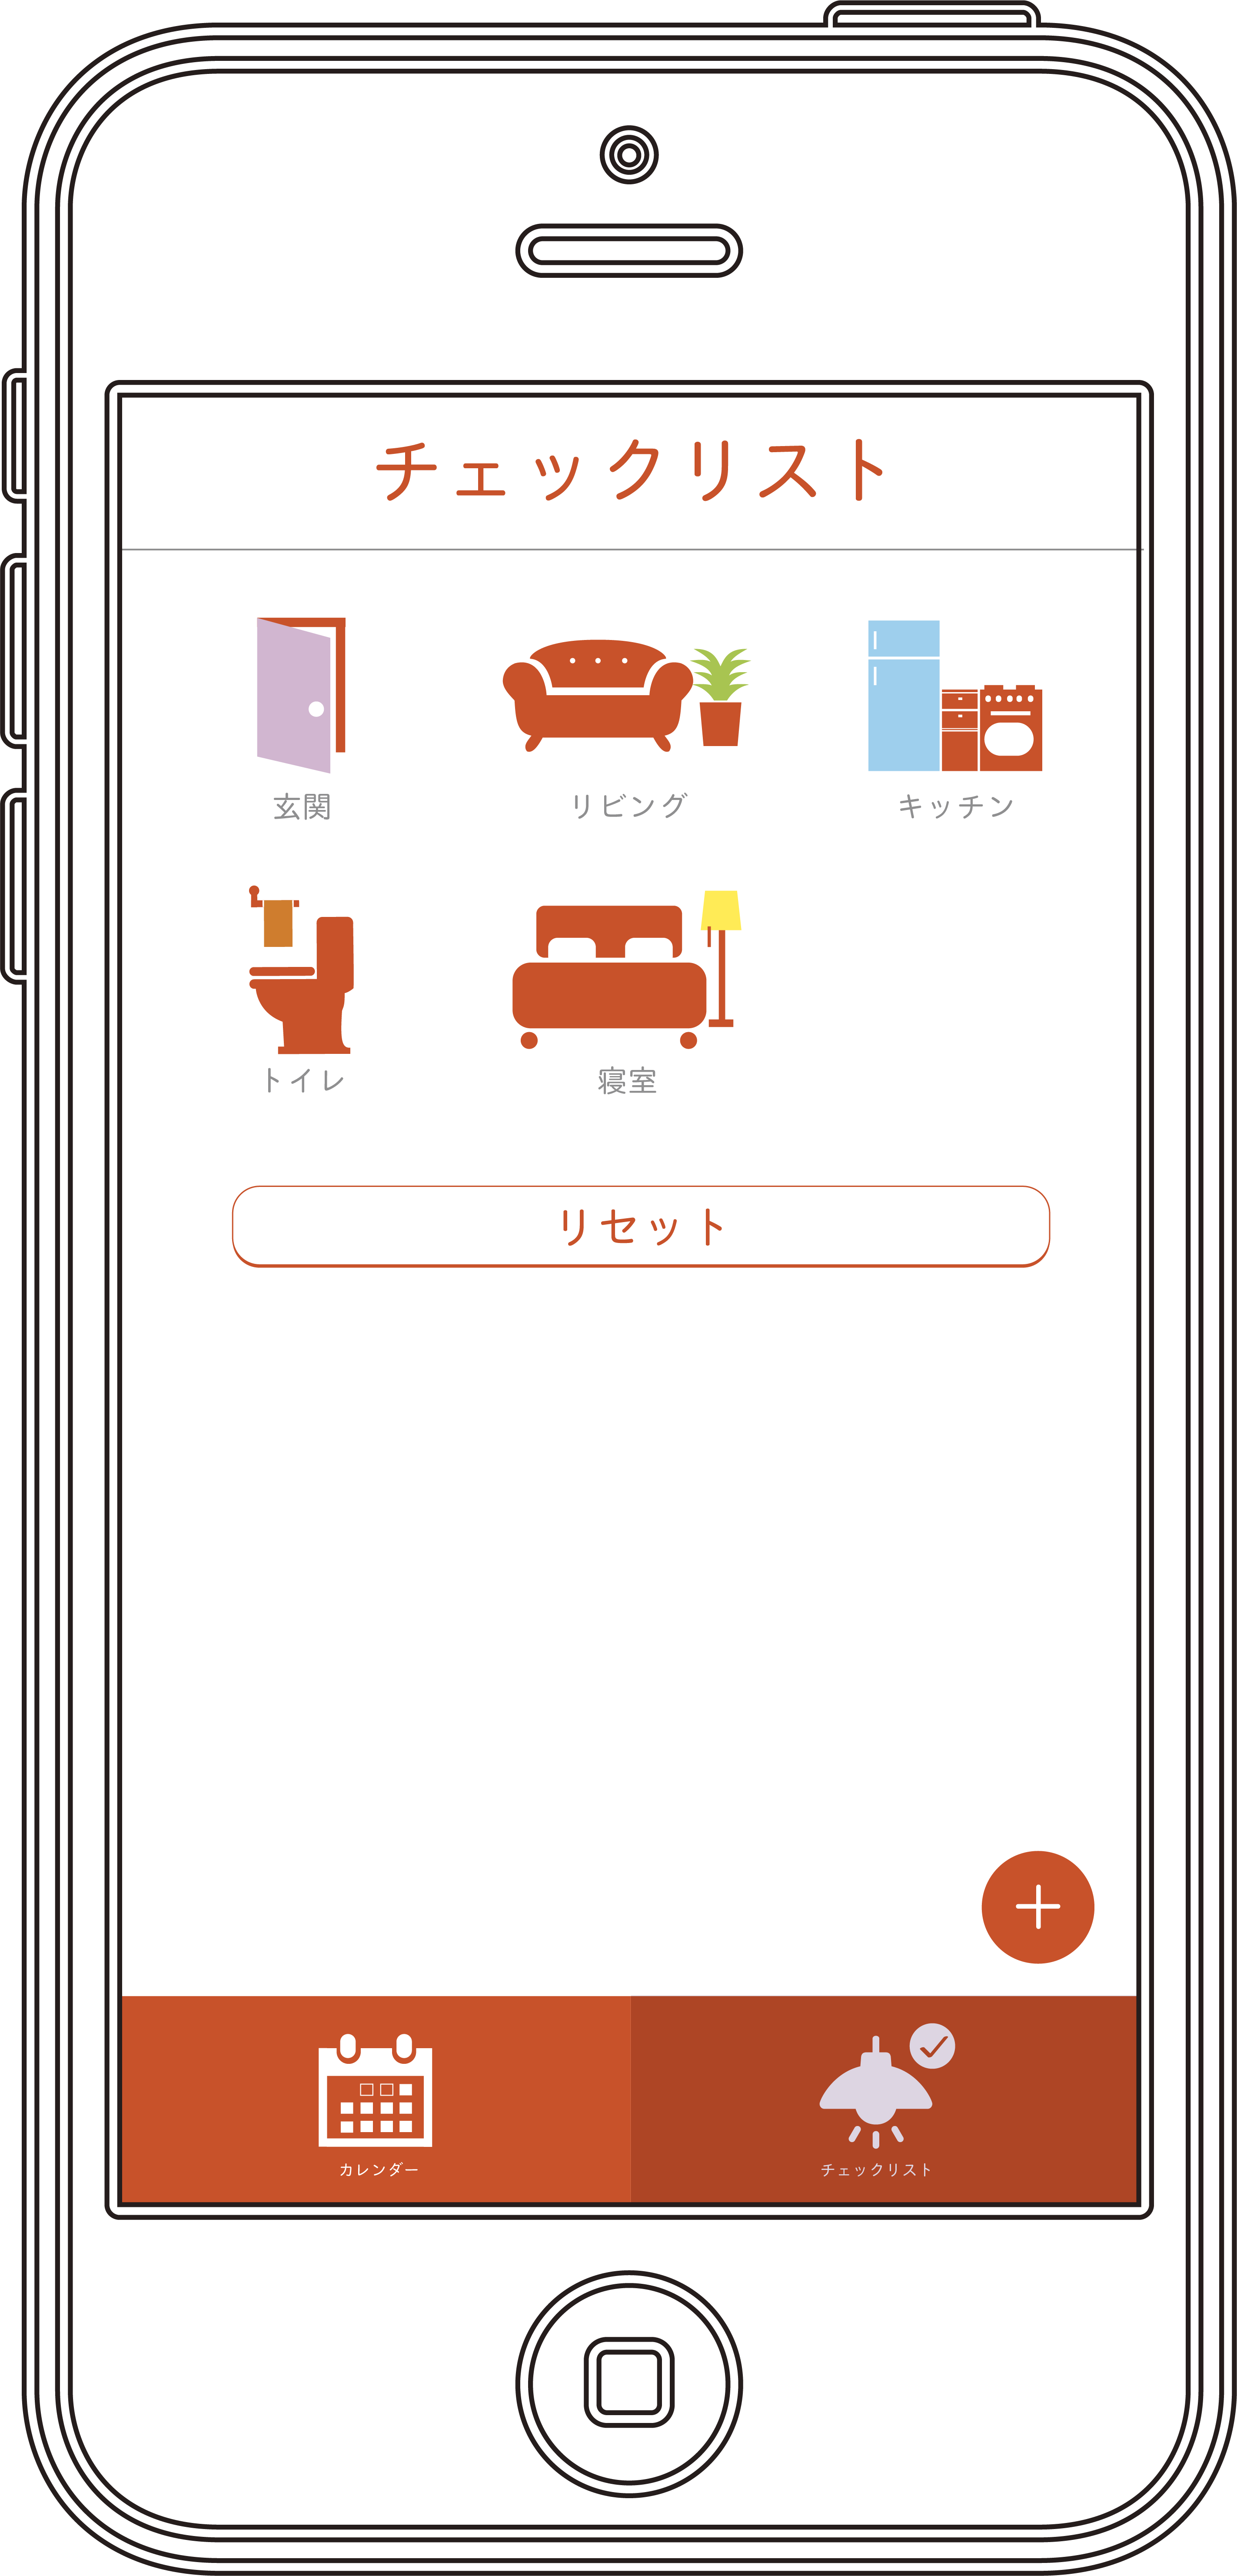 チェックリスト
玄関 リビング キッチン
トイレ 寝室
リセット
カレンダー チェックリスト